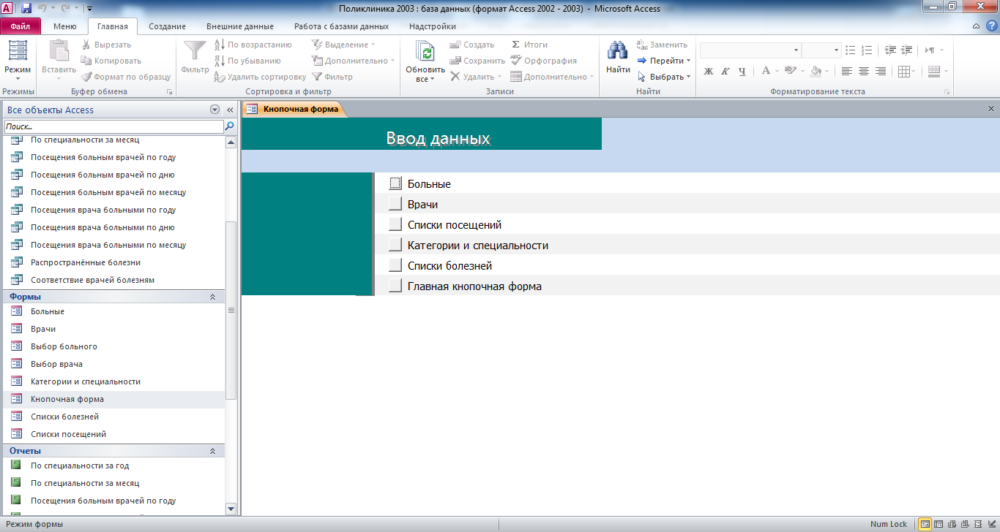 Поликлиника 2003 : база данных (формат Access 2002 - 2003) - Microsoft Access
Файл Меню Главная Создание Внешние данные Работа с базами данных Надстройки
Режим
Режимы
Вставить
Вырезать
Копировать
Формат по образцу
Буфер обмена
Фильтр
По возрастанию
По убыванию
Удалить сортировку
Выделение
Дополнительно
Фильтр
Сортировка и фильтр
Обновить
все
Создать
Сохранить
Удалить
Итоги
Орфография
Дополнительно
Записи
Найти
Заменить
Перейти
Выбрать
Найти
Ж К Ч А
Форматирование текста
Все объекты Access
Поиск...
По специальности за месяц
Посещения больным врачей по году
Посещения больным врачей по дню
Посещения больным врачей по месяцу
Посещения врача больными по году
Посещения врача больными по дню
Посещения врача больными по месяцу
Распространённые болезни
Соответствие врачей болезням
Формы
Больные
Врачи
Выбор больного
Выбор врача
Категории и специальности
Кнопочная форма
Списки болезней
Списки посещений
Отчеты
По специальности за год
По специальности за месяц
Посещения больным врачей по году
Кнопочная форма
Ввод данных
Больные
Врачи
Списки посещений
Категории и специальности
Списки болезней
Главная кнопочная форма
Режим формы
Num Lock